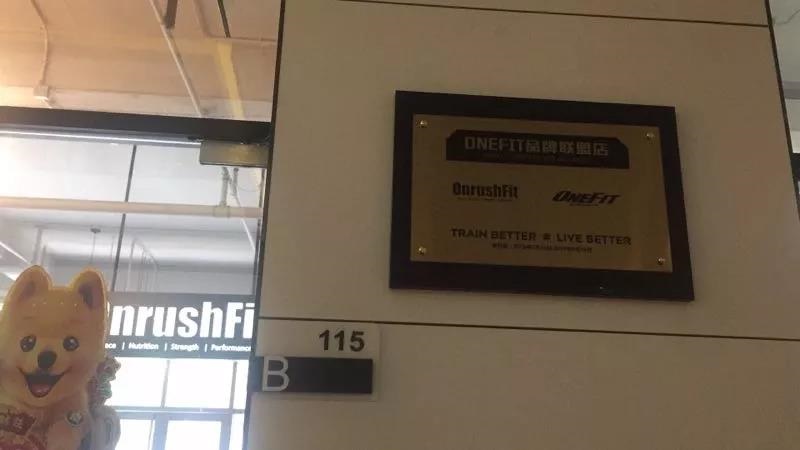 ONEFIT品牌联盟店
OnrushFit
ONEFIT
TRAIN BETTER LIVE BETTER
OnrushFi
| Nutrition | Strength | Performance
115
B